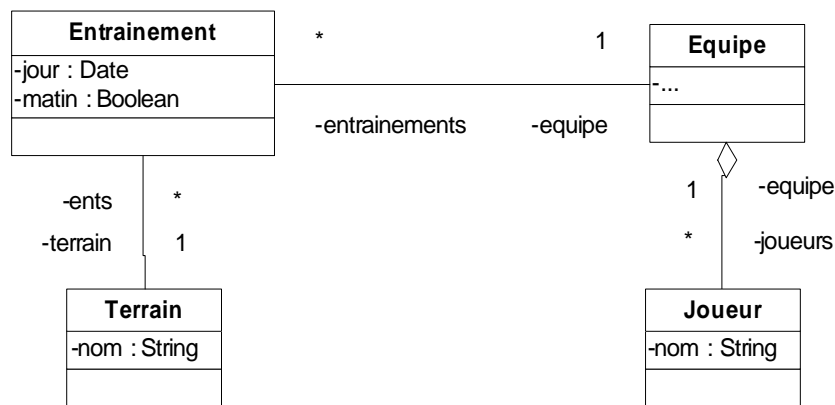 Entrainement
-jour : Date
-matin : Boolean
* 1
-entrainements -equipe
Equipe
-...
-ents *
-terrain 1
1 -equipe
* -joueurs
Terrain
-nom : String
Joueur
-nom : String